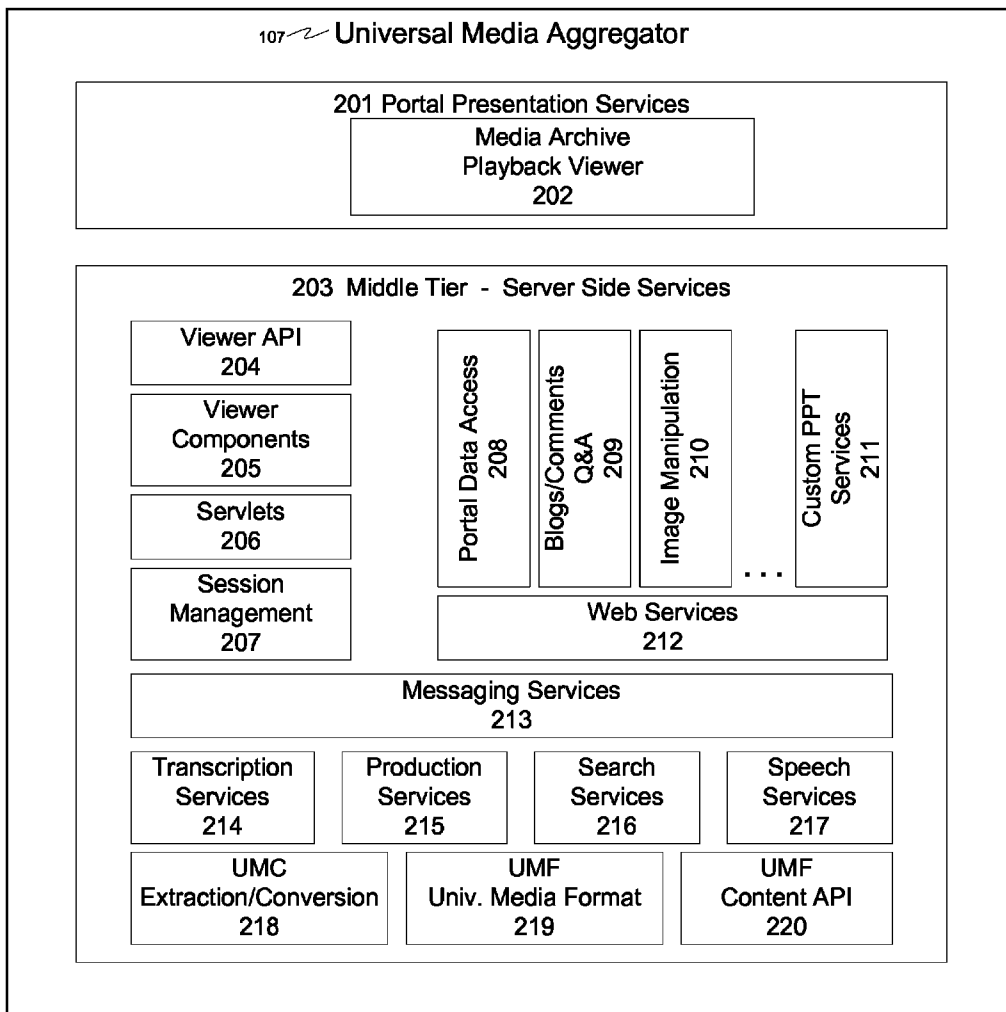 107 Universal Media Aggregator
201 Portal Presentation Services
Media Archive
Playback Viewer
202
203 Middle Tier - Server Side Services
Viewer API
204
Viewer
Components
205
Servlets
206
Session
Management
207
Portal Data Access
208
Blogs/Comments
Q&A
209
Image Manipulation
210
...
Custom PPT
Services
211
Web Services
212
Messaging Services
213
Transcription
Services
214
Production
Services
215
Search
Services
216
Speech
Services
217
UMC
Extraction/Conversion
218
UMF
Univ. Media Format
219
UMF
Content API
220